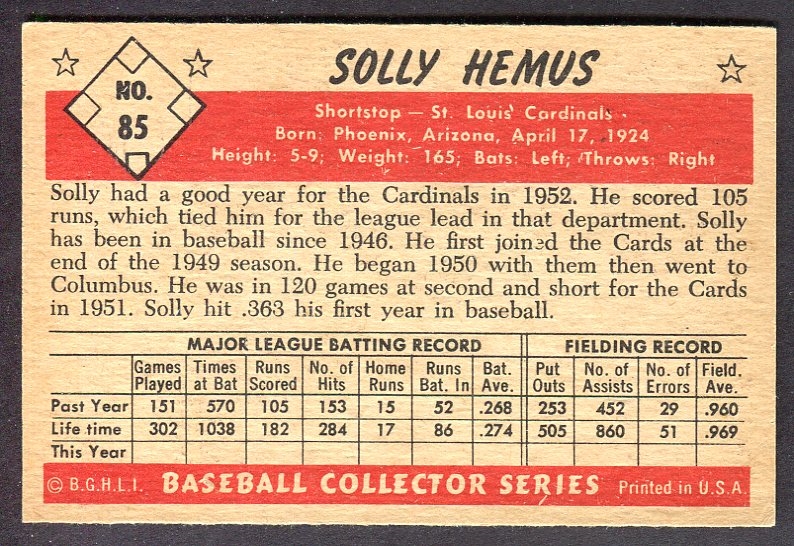 NO.
85
SOLLY HEMUS
Shortstop — St. Louis Cardinals
Born: Phoenix, Arizona, April 17, 1924
Height: 5-9; Weight: 165; Bats: Left; Throws: Right
Solly had a good year for the Cardinals in 1952. He scored 105
runs, which tied him for the league lead in that department. Solly
has been in baseball since 1946. He first joined the Cards at the
end of the 1949 season. He began 1950 with them then went to
Columbus. He was in 120 games at second and short for the Cards
in 1951. Solly hit .363 his first year in baseball.
MAJOR LEAGUE BATTING RECORD FIELDING RECORD
Games Times Runs No. of Home Runs Bat. Put No. of No. of Field.
Played at Bat Scored Hits Runs Bat. In Ave. Outs Assists Errors Ave.
Past Year 151 570 105 153 15 52 .268 253 452 29 .960
Life time 302 1038 182 284 17 86 .274 505 860 51 .969
This Year
© B.G.H.L.I. BASEBALL COLLECTOR SERIES Printed in U.S.A.